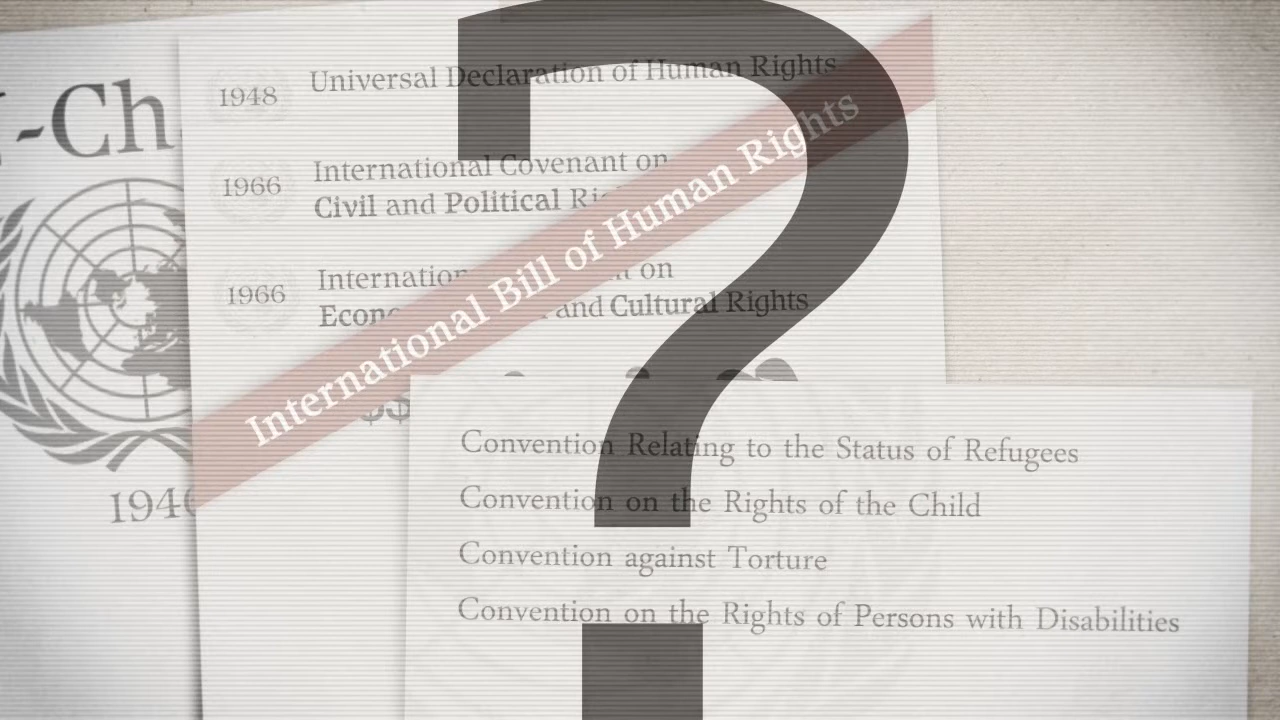 -Ch
1948
Universal Declaration of Human Rights
1966
International Covenant on
Civil and Political Ri
1966
Internation on
and Cultural Rights
International Bill of Human Rights
$$
194
Convention Relating to the Status of Refugees
Convention on the Rights of the Child
Convention against Torture
Convention on the Rights of Persons with Disabilities
?